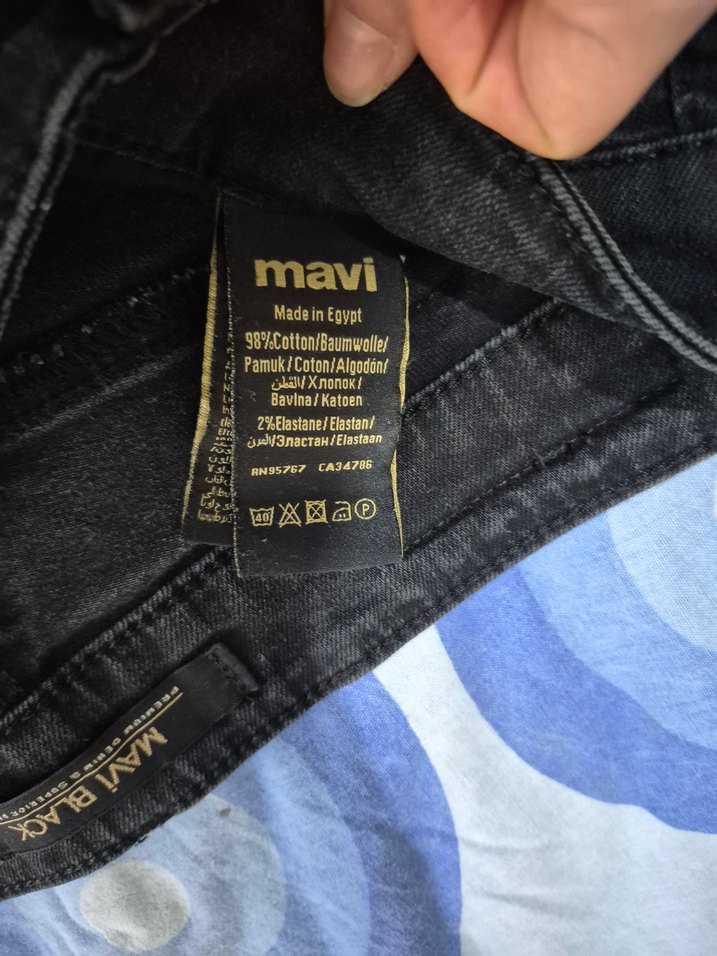 mavi
Made in Egypt
98%Cotton/Baumwolle/
Pamuk/Coton/Algodón/
القطن/Хлопок/
Bavlna/Katoen
2%Elastane/Elastan/
/Эластан/Elastaan
RN95767 CA34786
40 P
MAVI BLACK
PREMIUM DENIM & SUPERIOR